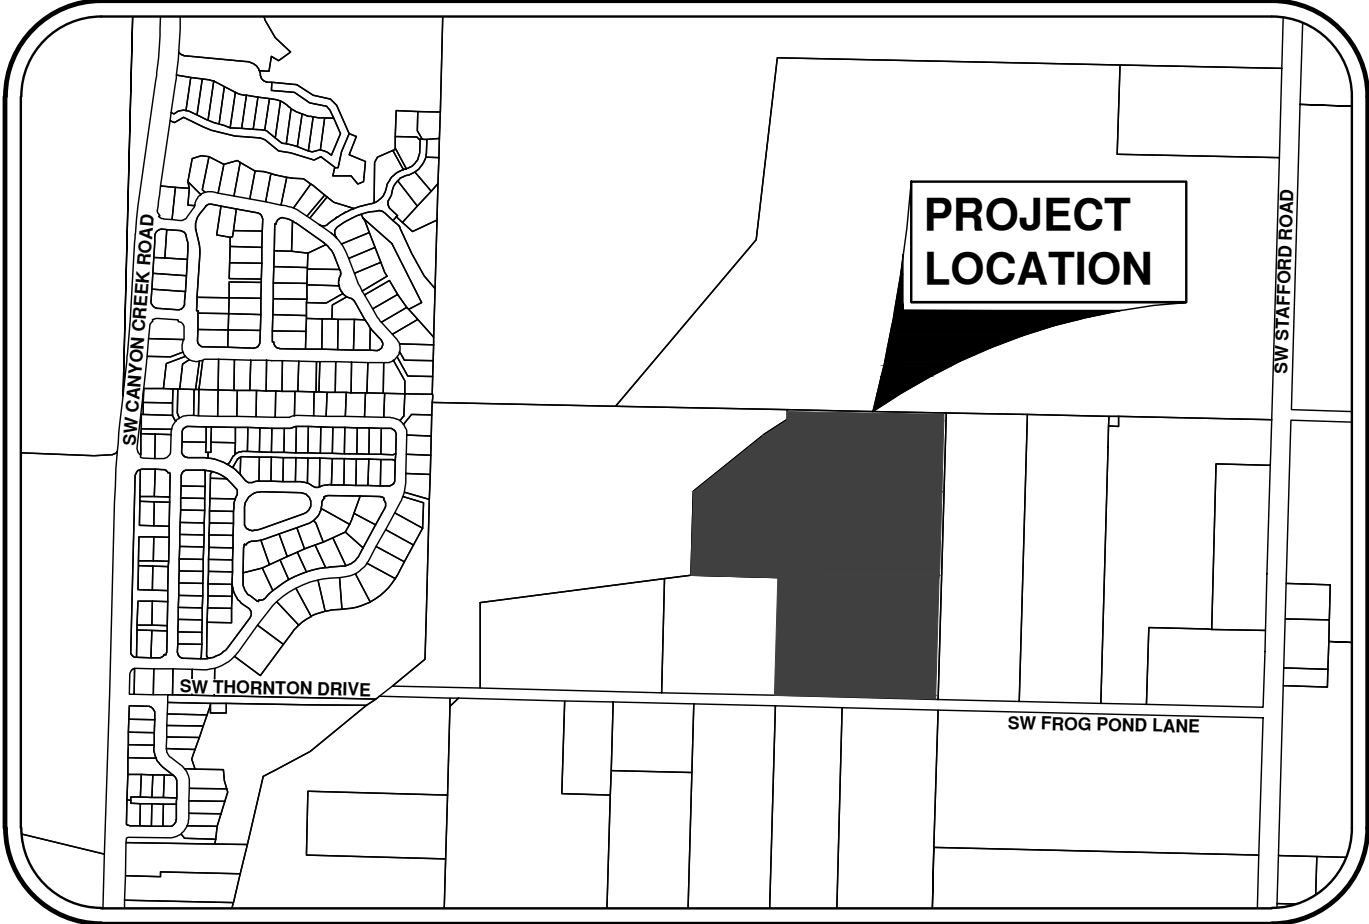 PROJECT
LOCATION
SW STAFFORD ROAD
SW CANYON CREEK ROAD
SW THORNTON DRIVE
SW FROG POND LANE